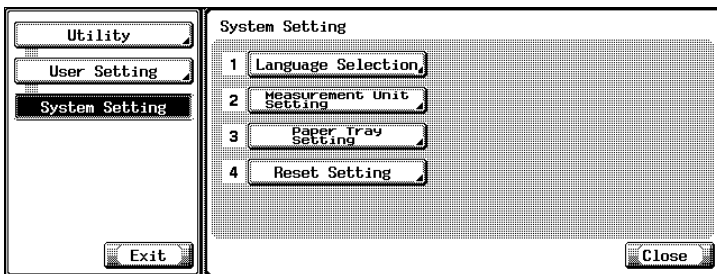 Utility
User Setting
System Setting
Exit
System Setting
1 Language Selection
2 Measurement Unit
Setting
3 Paper Tray
Setting
4 Reset Setting
Close